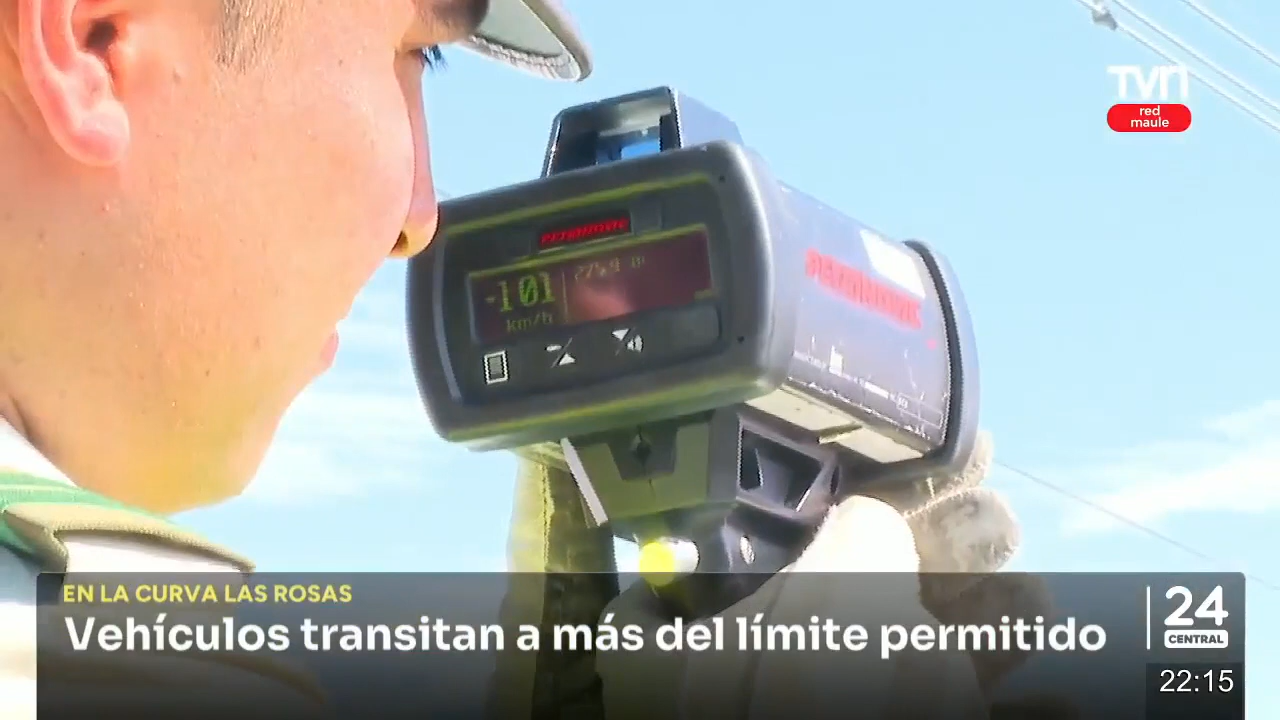 TVN
red
maule
-101
km/h
EN LA CURVA LAS ROSAS
Vehículos transitan a más del límite permitido
24
CENTRAL
22:15